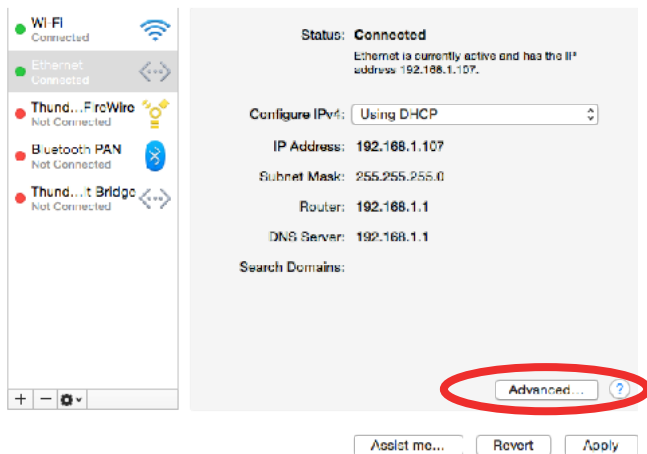 Wi-Fi
Connected
Ethernet
Connected
Thund...FireWire
Not Connected
Bluetooth PAN
Not Connected
Thund...t Bridge
Not Connected
+ −
Status: Connected
Ethernet is currently active and has the IP
address 192.168.1.107.
Configure IPv4: Using DHCP
IP Address: 192.168.1.107
Subnet Mask: 255.255.255.0
Router: 192.168.1.1
DNS Server: 192.168.1.1
Search Domains:
Advanced... ?
Assist me... Revert Apply